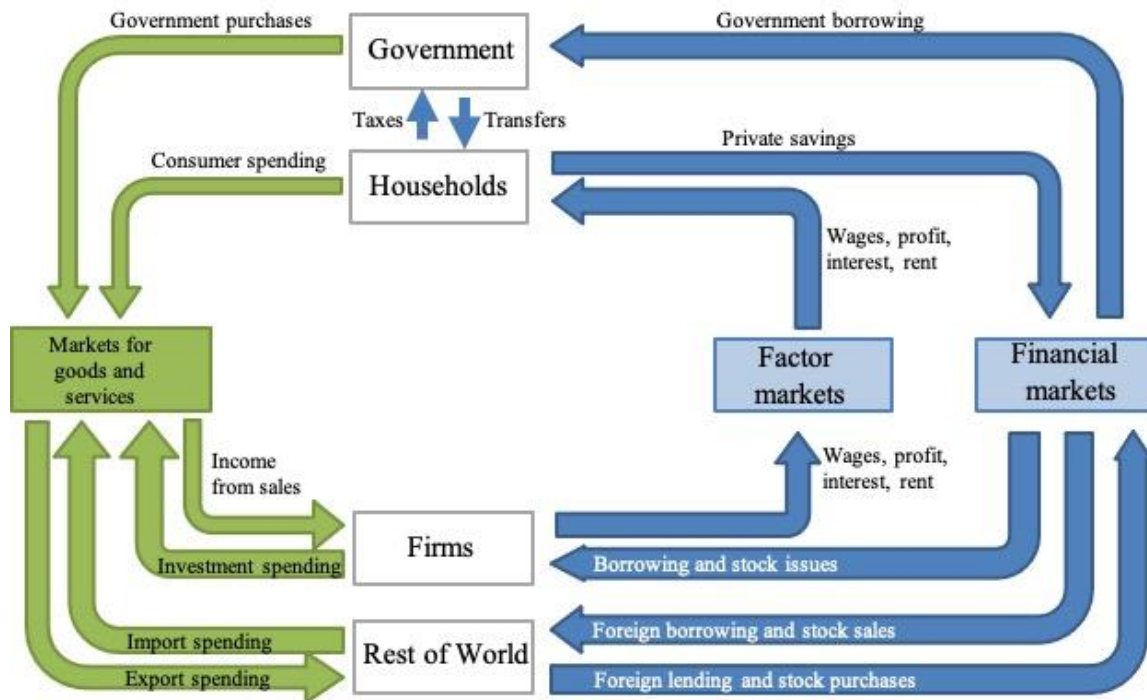 Government purchases
Government borrowing
Government
Taxes
Transfers
Consumer spending
Private savings
Households
Wages, profit,
interest, rent
Markets for
goods and
services
Factor
markets
Financial
markets
Income
from sales
Wages, profit,
interest, rent
Firms
Investment spending
Borrowing and stock issues
Import spending
Foreign borrowing and stock sales
Rest of World
Export spending
Foreign lending and stock purchases